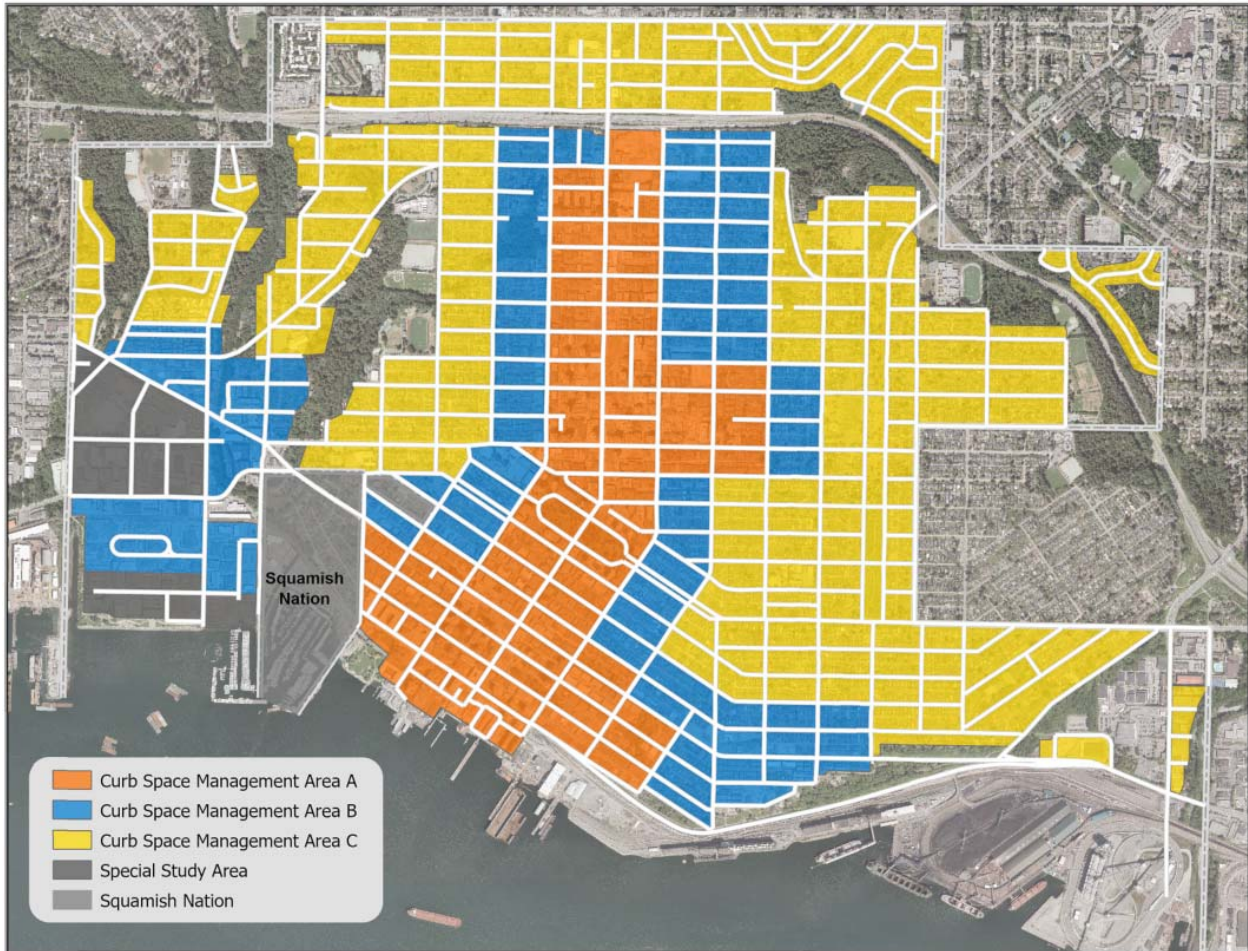 Squamish
Nation
Curb Space Management Area A
Curb Space Management Area B
Curb Space Management Area C
Special Study Area
Squamish Nation